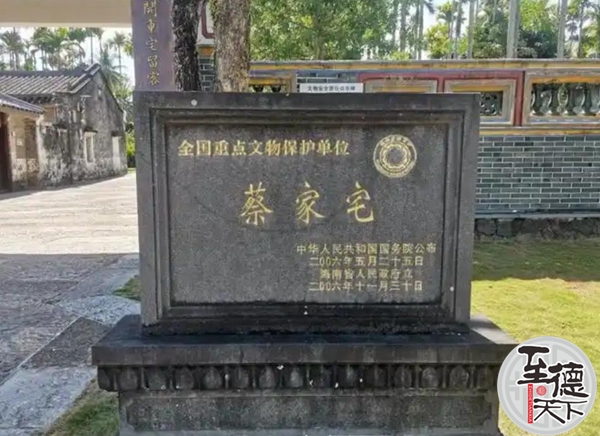 全国重点文物保护单位
蔡家宅
中华人民共和国国务院公布
二00六年五月二十五日
海南省人民政府立
二00六年十一月三十日
至德
天下